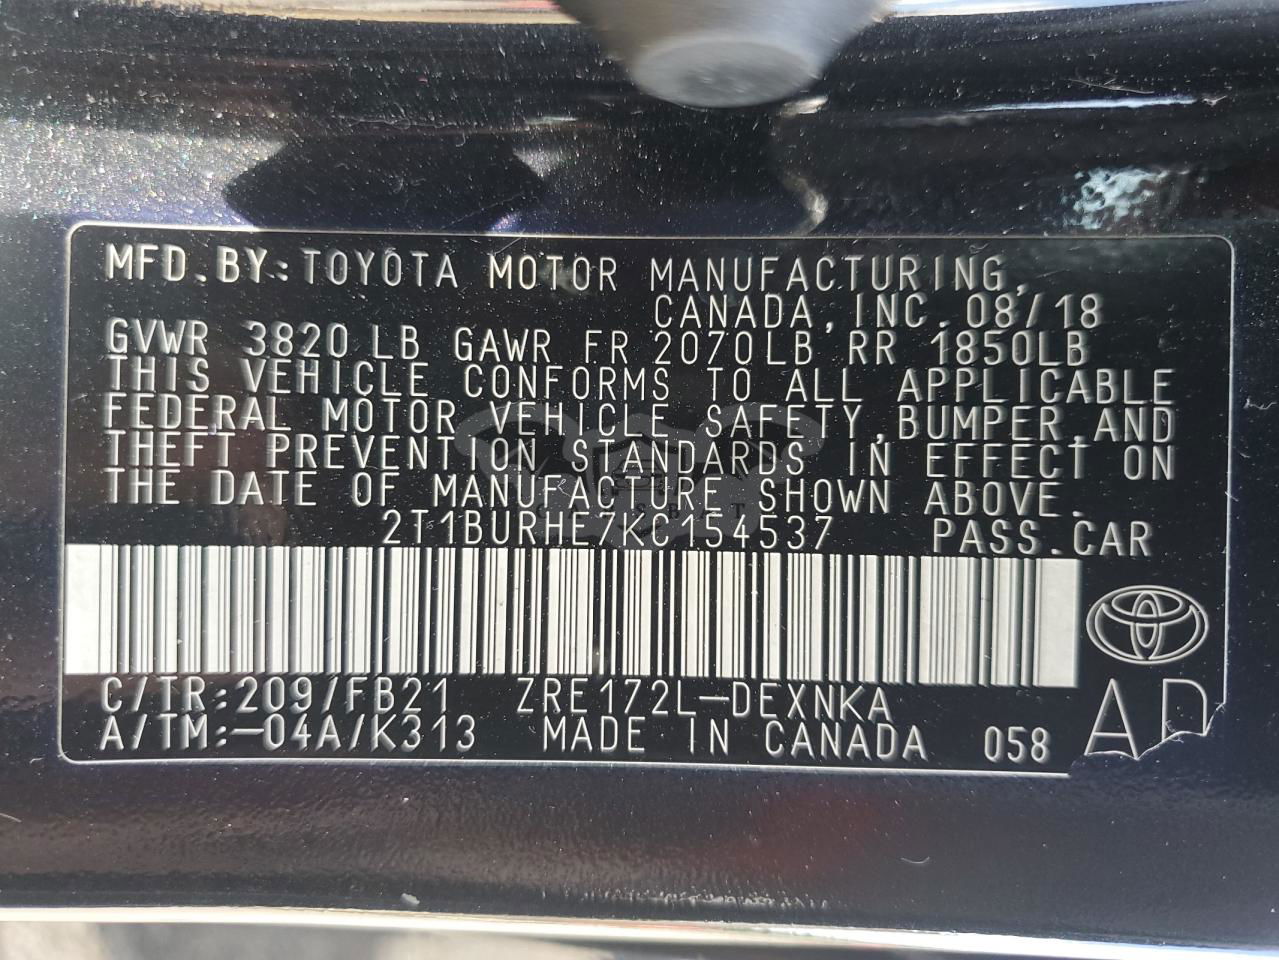 MFD.BY:TOYOTA MOTOR MANUFACTURING,
CANADA,INC.08/18
GVWR 3820LB GAWR FR 2070LB RR 1850LB
THIS VEHICLE CONFORMS TO ALL APPLICABLE
FEDERAL MOTOR VEHICLE SAFETY,BUMPER,AND
THEFT PREVENTION STANDARDS IN EFFECT ON
THE DATE OF MANUFACTURE SHOWN ABOVE.
2T1BURHE7KC154537 PASS.CAR
C/TR:209/FB21 ZRE172L-DEXNKA
A/TM:-04A/K313 MADE IN CANADA 058